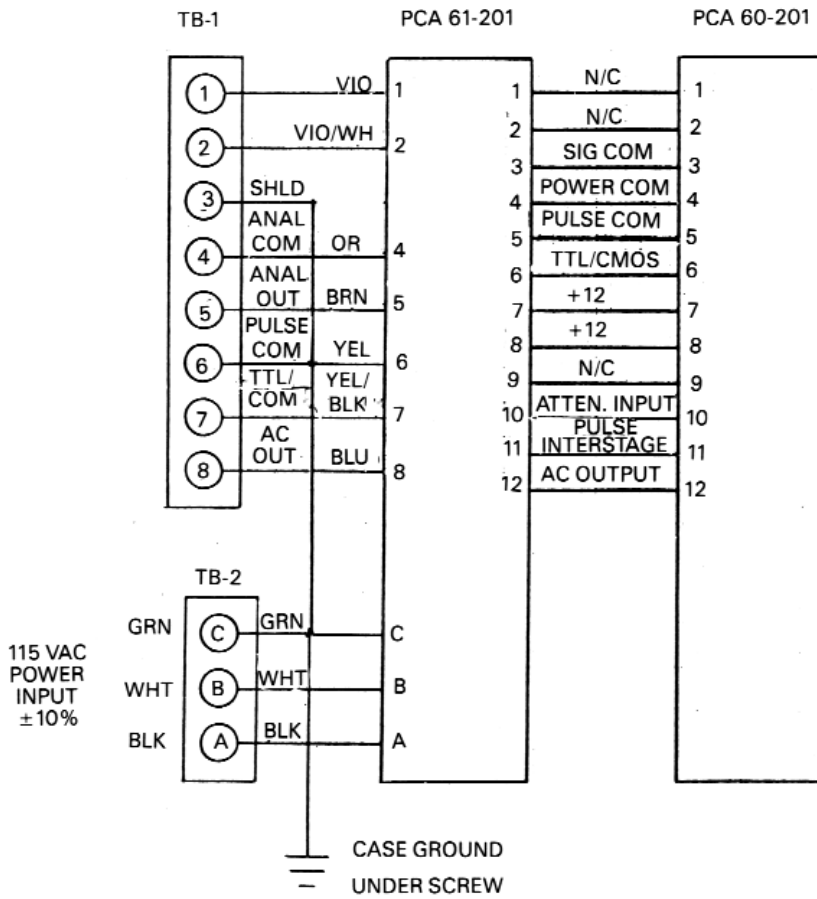 TB-1 PCA 61-201 PCA 60-201
1 VIO 1 1 N/C 1
2 VIO/WH 2 2 N/C 2
3 SIG COM 3
3 SHLD 4 POWER COM 4
ANAL
COM
4 OR 4 5 PULSE COM 5
ANAL
OUT
5 BRN 5 6 TTL/CMOS 6
7 +12 7
PULSE
COM
6 YEL 6 8 +12 8
TTL/
COM
YEL/
BLK
7 7 9 N/C 9
10 ATTEN. INPUT 10
AC
OUT
8 BLU 8 11 PULSE
INTERSTAGE 11
12 AC OUTPUT 12
TB-2
115 VAC
POWER
INPUT
±10%
GRN C GRN C
WHT B WHT B
BLK A BLK A
CASE GROUND
UNDER SCREW